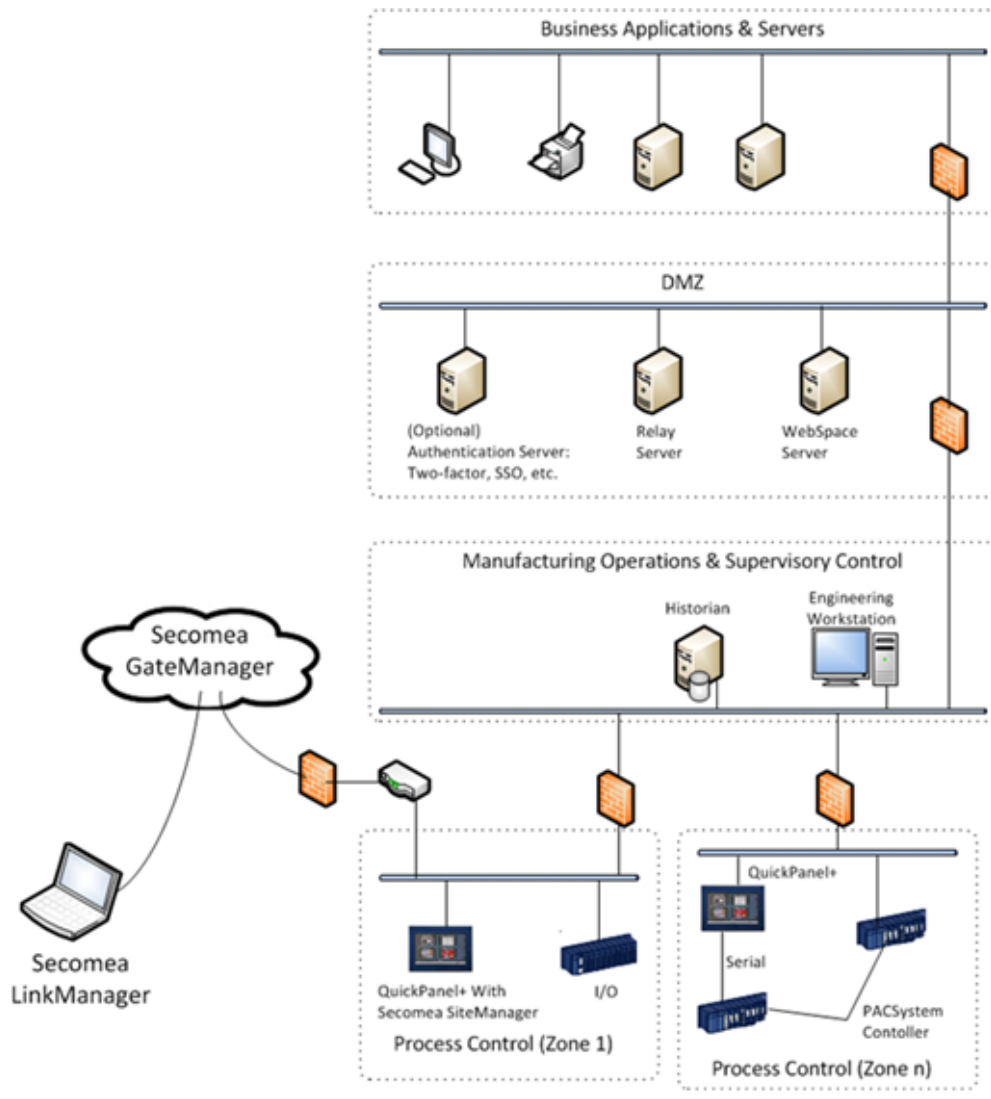 Business Applications & Servers
DMZ
(Optional)
Authentication Server:
Two-factor, SSO, etc.
Relay
Server
WebSpace
Server
Manufacturing Operations & Supervisory Control
Historian
Engineering
Workstation
Secomea
GateManager
Secomea
LinkManager
QuickPanel+ With
Secomea SiteManager
I/O
Process Control (Zone 1)
QuickPanel+
Serial
PACSystem
Contoller
Process Control (Zone n)